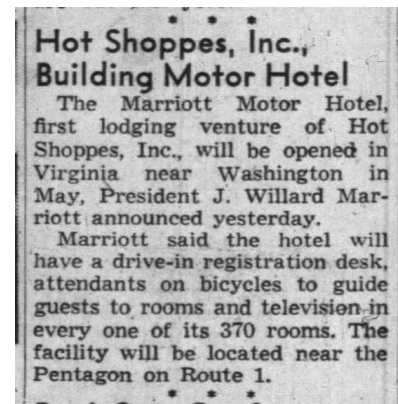 * * *
Hot Shoppes, Inc.,
Building Motor Hotel
The Marriott Motor Hotel,
first lodging venture of Hot
Shoppes, Inc., will be opened in
Virginia near Washington in
May, President J. Willard Mar-
riott announced yesterday.
Marriott said the hotel will
have a drive-in registration desk,
attendants on bicycles to guide
guests to rooms and television in
every one of its 370 rooms. The
facility will be located near the
Pentagon on Route 1.
* * *